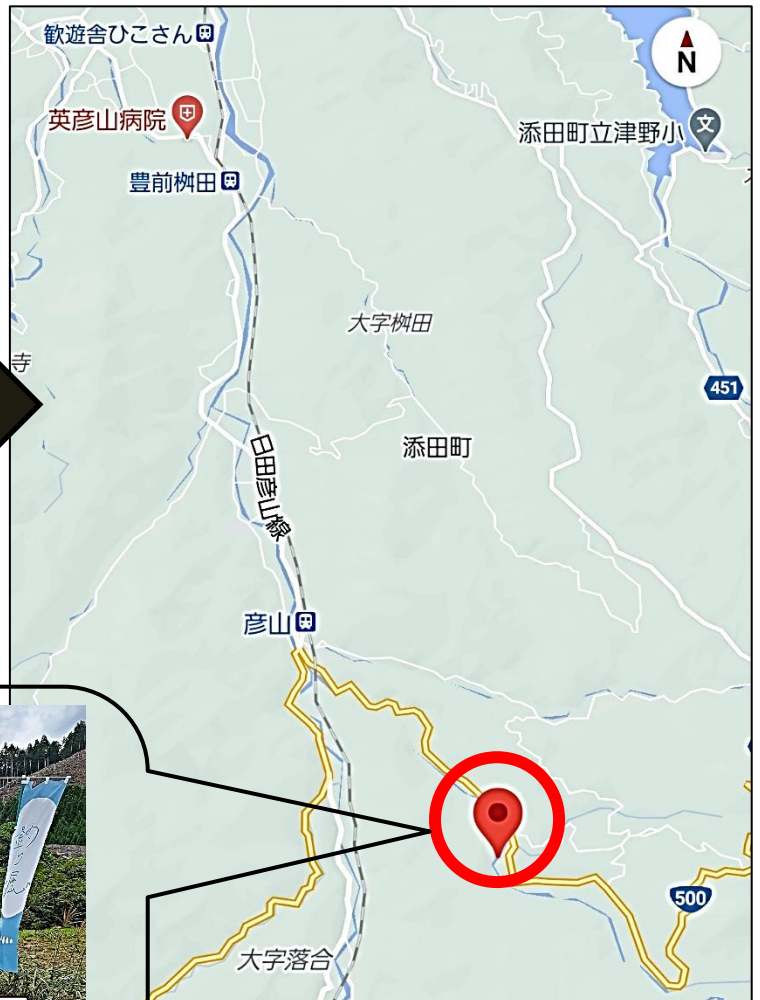 歓遊舎ひこさん
N
英彦山病院
添田町立津野小
文
豊前桝田
大字桝田
寺
451
添田町
日田彦山線
彦山
500
大字落合